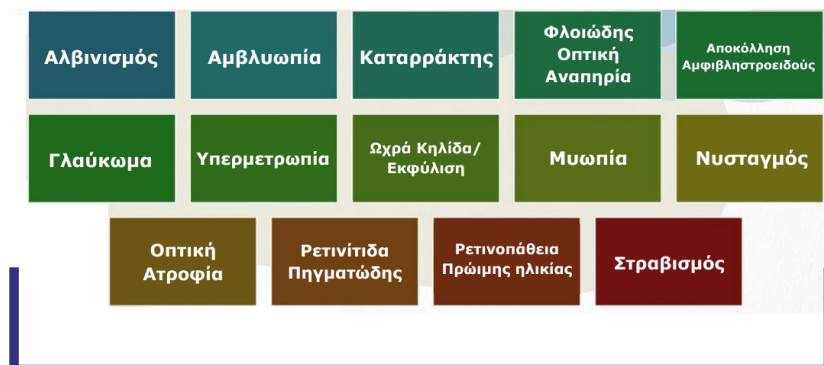 Αλβινισμός
Αμβλυωπία
Καταρράκτης
Φλοιώδης
Οπτική
Αναπηρία
Αποκόλληση
Αμφιβληστροειδούς
Γλαύκωμα
Υπερμετρωπία
Ωχρά Κηλίδα/
Εκφύλιση
Μυωπία
Νυσταγμός
Οπτική
Ατροφία
Ρετινίτιδα
Πηγματώδης
Ρετινοπάθεια
Πρώιμης ηλικίας
Στραβισμός